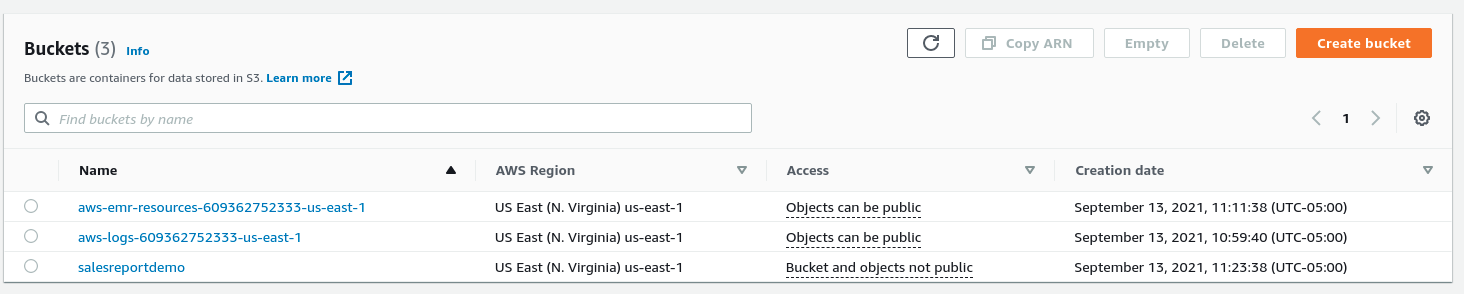 Buckets (3) Info
Copy ARN Empty Delete Create bucket
Buckets are containers for data stored in S3. Learn more
Find buckets by name
1
Name AWS Region Access Creation date
aws-emr-resources-609362752333-us-east-1 US East (N. Virginia) us-east-1 Objects can be public September 13, 2021, 11:11:38 (UTC-05:00)
aws-logs-609362752333-us-east-1 US East (N. Virginia) us-east-1 Objects can be public September 13, 2021, 10:59:40 (UTC-05:00)
salesreportdemo US East (N. Virginia) us-east-1 Bucket and objects not public September 13, 2021, 11:23:38 (UTC-05:00)